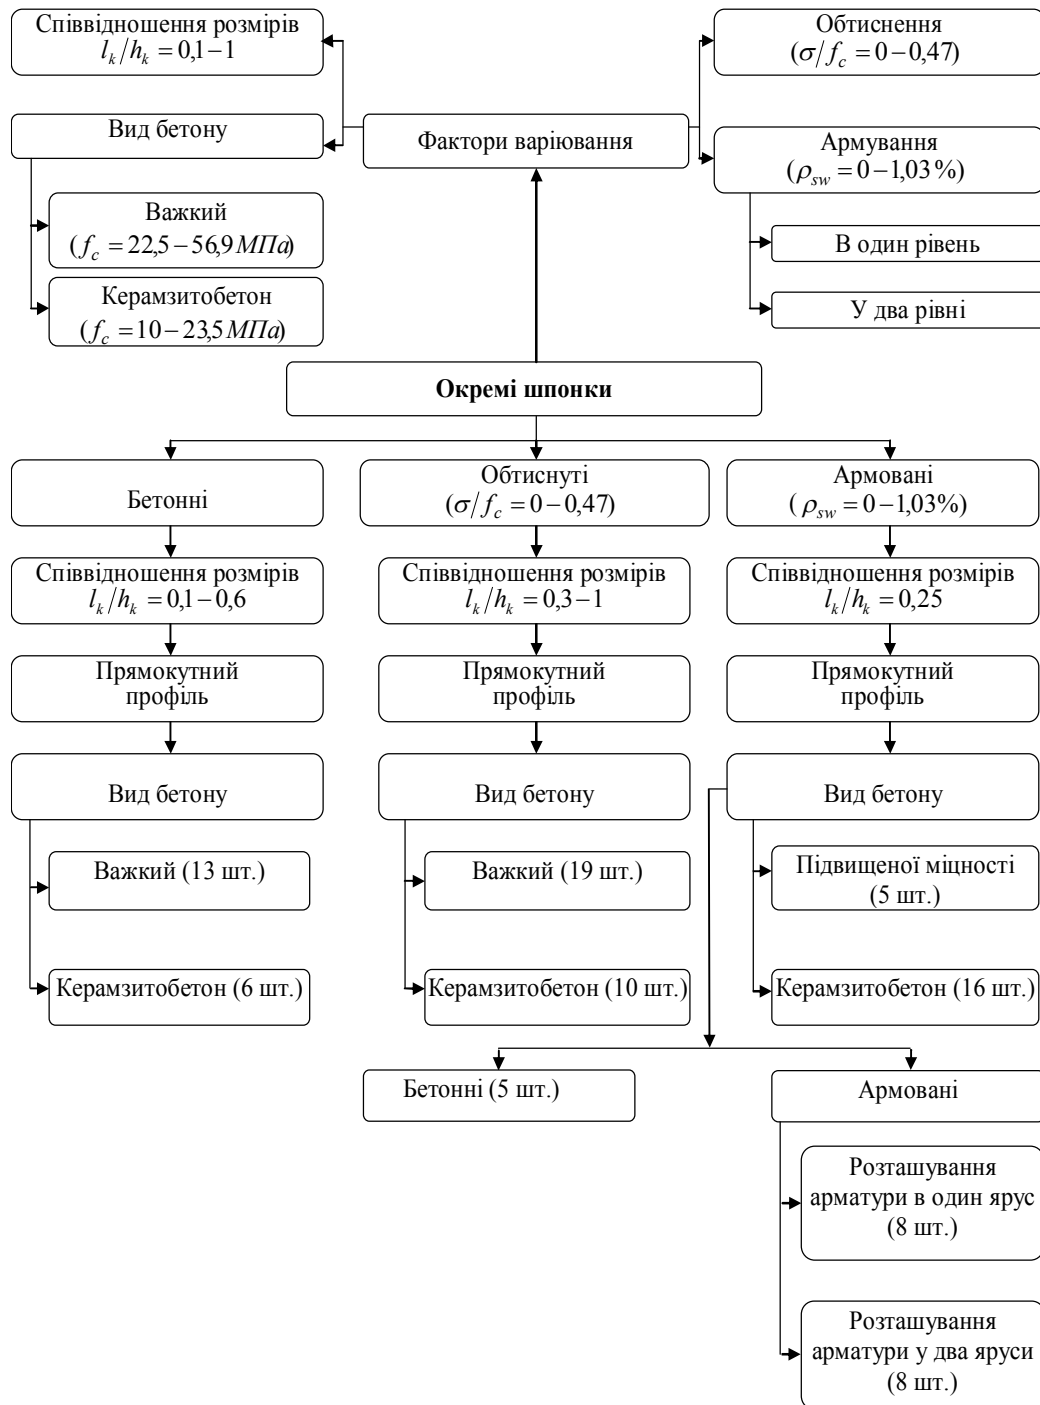 Співвідношення розмірів
l_k/h_k = 0,1−1
Вид бетону
Важкий
(f_c = 22,5−56,9 МПа)
Керамзитобетон
(f_c = 10−23,5 МПа)
Фактори варіювання
Обтиснення
(σ/f_c = 0−0,47)
Армування
(ρ_sw = 0−1,03%)
В один рівень
У два рівні
Окремі шпонки
Бетонні
Співвідношення розмірів
l_k/h_k = 0,1−0,6
Прямокутний
профіль
Вид бетону
Важкий (13 шт.)
Керамзитобетон (6 шт.)
Обтиснуті
(σ/f_c = 0−0,47)
Співвідношення розмірів
l_k/h_k = 0,3−1
Прямокутний
профіль
Вид бетону
Важкий (19 шт.)
Керамзитобетон (10 шт.)
Армовані
( ρ_sw = 0−1,03%)
Співвідношення розмірів
l_k/h_k = 0,25
Прямокутний
профіль
Вид бетону
Підвищеної міцності
(5 шт.)
Керамзитобетон (16 шт.)
Бетонні (5 шт.)
Армовані
Розташування
арматури в один ярус
(8 шт.)
Розташування
арматури у два яруси
(8 шт.)